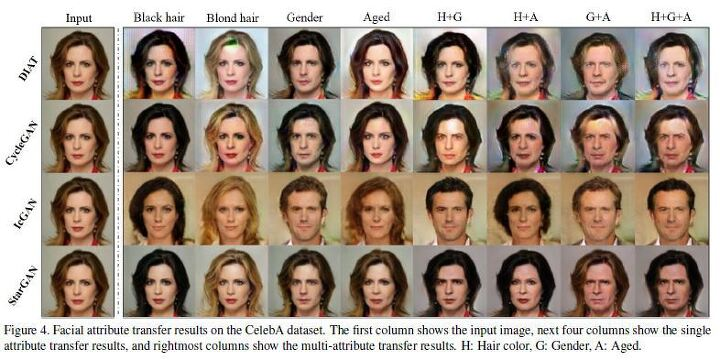 Input Black hair Blond hair Gender Aged H+G H+A G+A H+G+A
DIAT
CycleGAN
IcGAN
StarGAN
Figure 4. Facial attribute transfer results on the CelebA dataset. The first column shows the input image, next four columns show the single
attribute transfer results, and rightmost columns show the multi-attribute transfer results. H: Hair color, G: Gender, A: Aged.